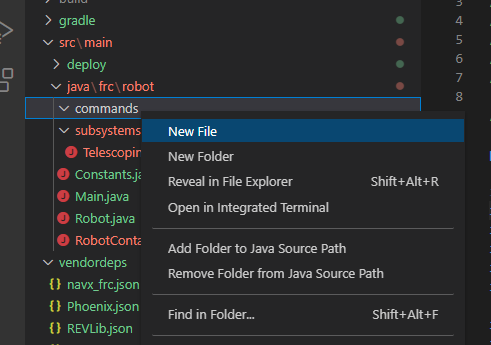 build
gradle
src\main
deploy
java\frc\robot
commands
subsystems
Telescopin
Constants.ja
Main.java
Robot.java
RobotConta
vendordeps
navx_frc.json
Phoenix.json
REVLib.json
New File
New Folder
Reveal in File Explorer Shift+Alt+R
Open in Integrated Terminal
Add Folder to Java Source Path
Remove Folder from Java Source Path
Find in Folder... Shift+Alt+F
3
4
5
6
7
8